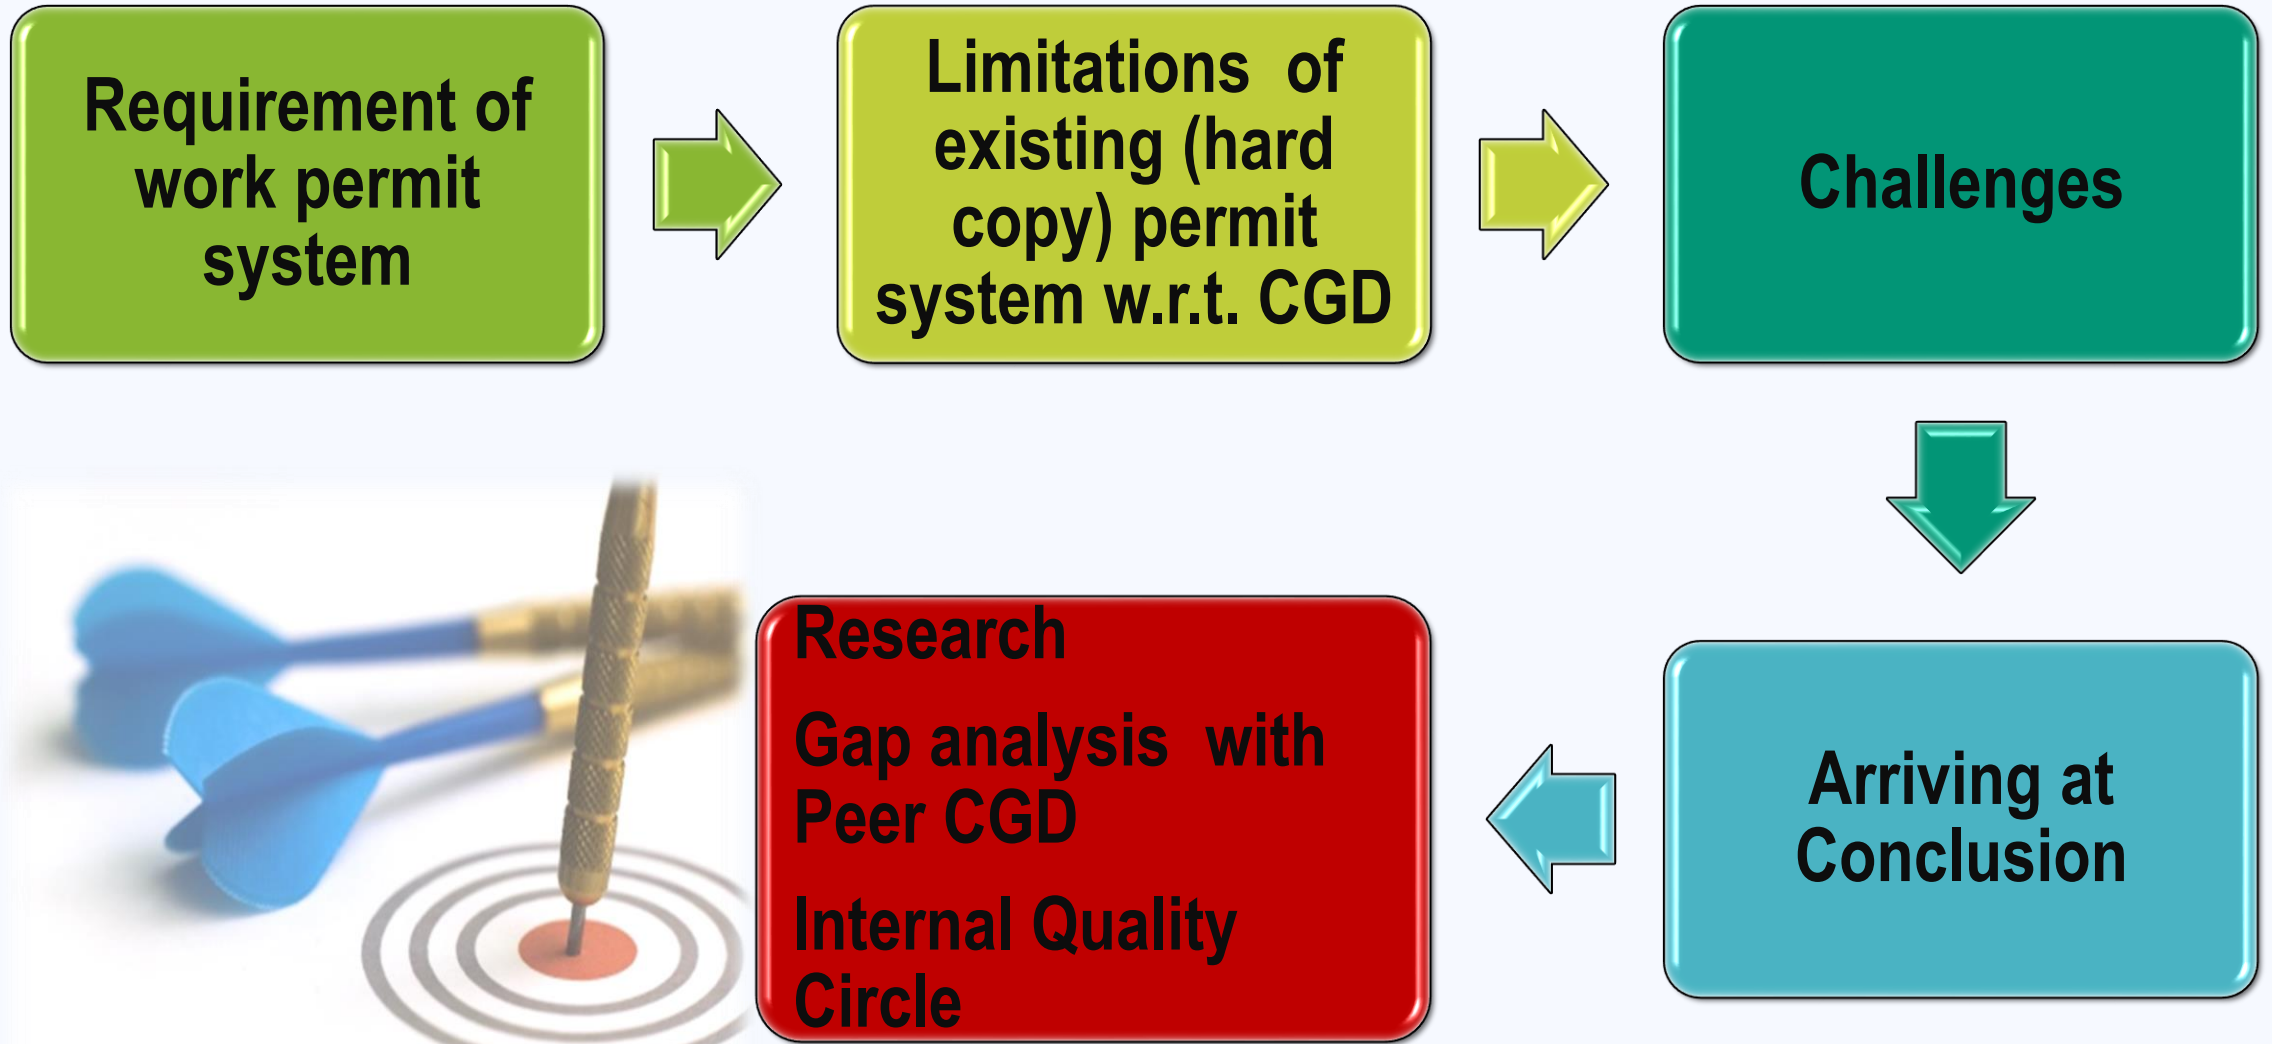 Requirement of
work permit
system
Limitations of
existing (hard
copy) permit
system w.r.t. CGD
Challenges
Arriving at
Conclusion
Research
Gap analysis with
Peer CGD
Internal Quality
Circle